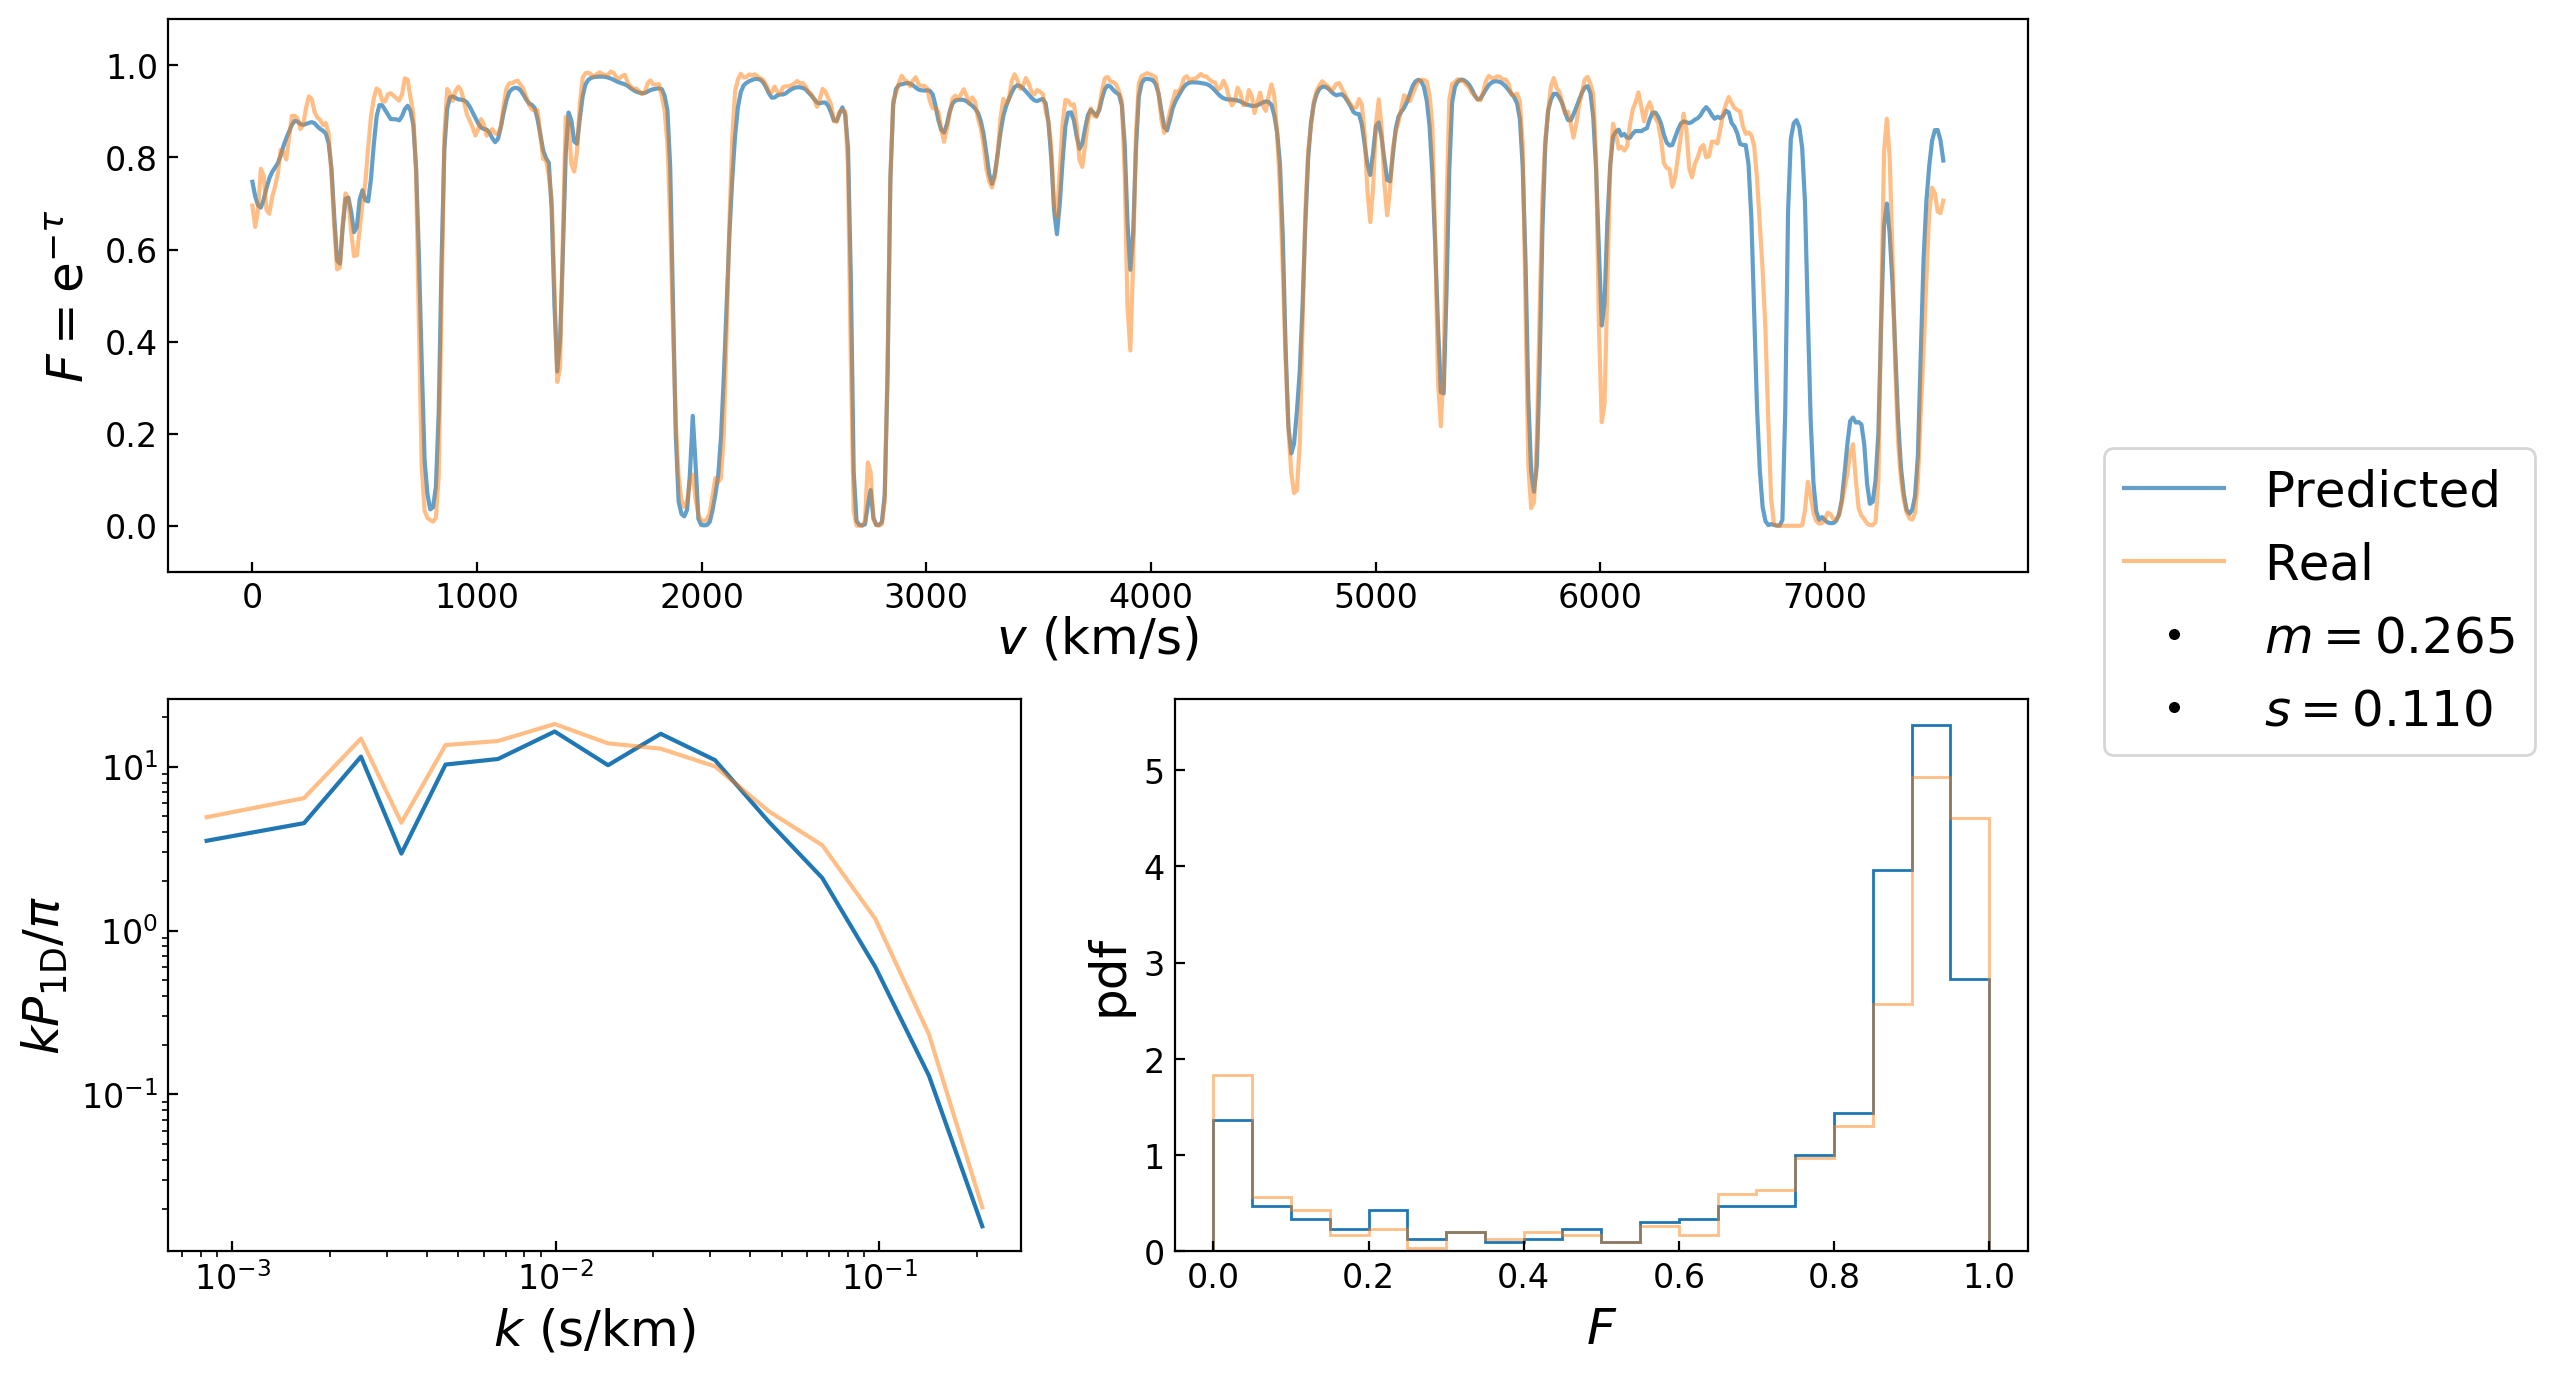 1.0
0.8
0.6
0.4
0.2
0.0
F = e^{−τ}
0 1000 2000 3000 4000 5000 6000 7000
v (km/s)
Predicted
Real
m = 0.265
s = 0.110
10^1
10^0
10^{−1}
kP_{1D}/π
10^{−3} 10^{−2} 10^{−1}
k (s/km)
5
4
3
2
1
0
pdf
0.0 0.2 0.4 0.6 0.8 1.0
F